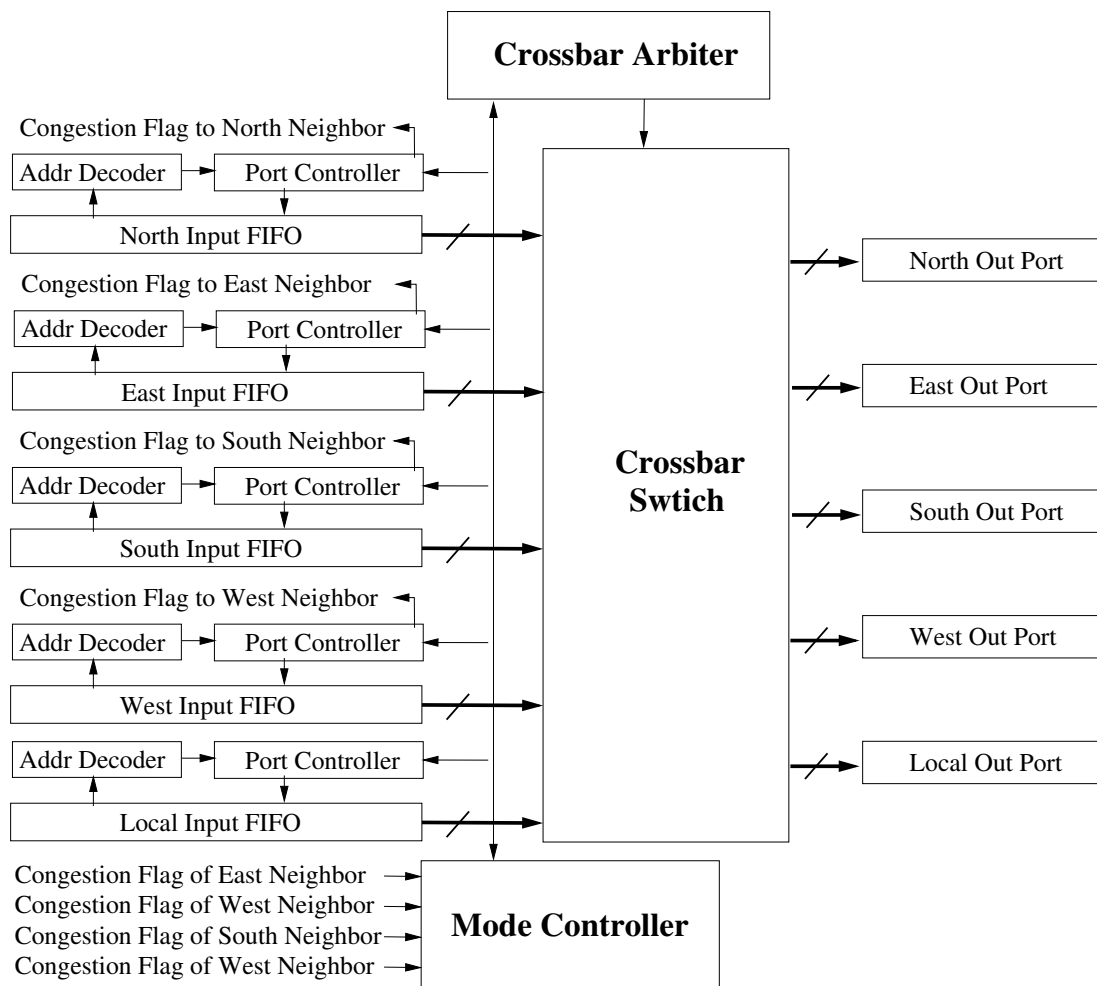 Crossbar Arbiter
Congestion Flag to North Neighbor
Addr Decoder
Port Controller
North Input FIFO
Congestion Flag to East Neighbor
Addr Decoder
Port Controller
East Input FIFO
Congestion Flag to South Neighbor
Addr Decoder
Port Controller
South Input FIFO
Congestion Flag to West Neighbor
Addr Decoder
Port Controller
West Input FIFO
Addr Decoder
Port Controller
Local Input FIFO
Crossbar
Swtich
North Out Port
East Out Port
South Out Port
West Out Port
Local Out Port
Congestion Flag of East Neighbor
Congestion Flag of West Neighbor
Congestion Flag of South Neighbor
Congestion Flag of West Neighbor
Mode Controller